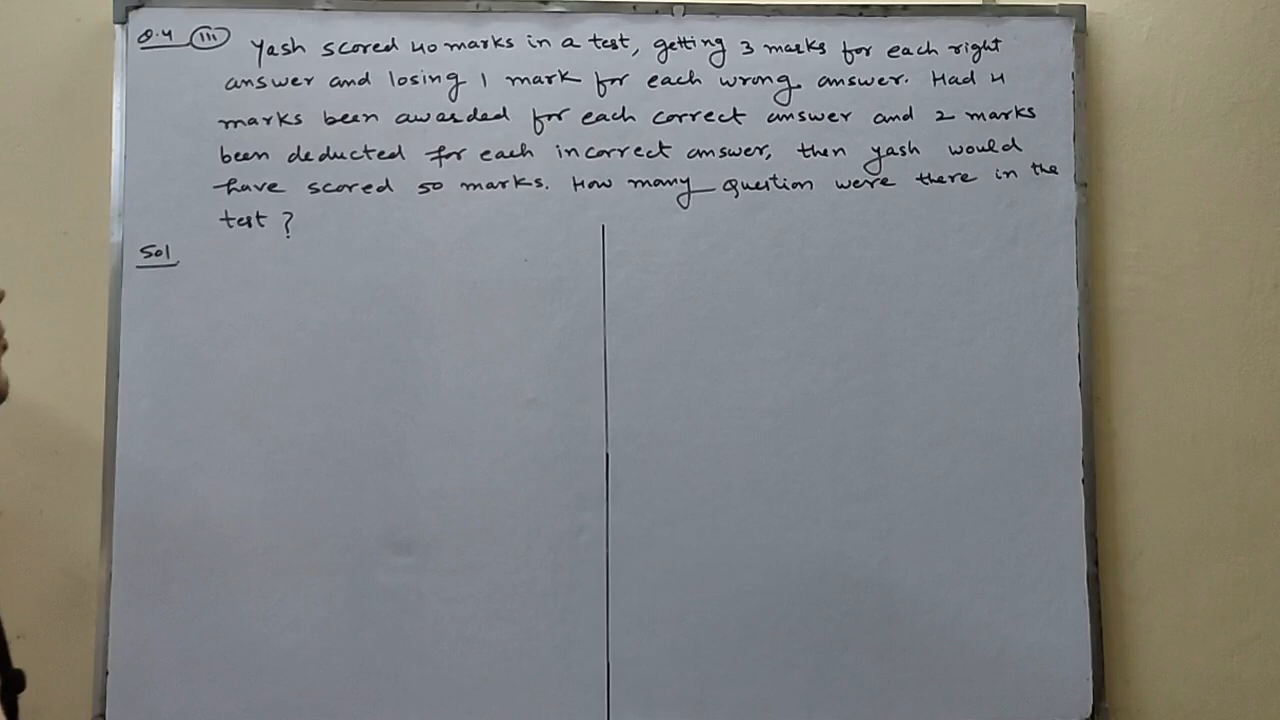 Q.4 (iii) Yash scored 40 marks in a test, getting 3 marks for each right
answer and losing 1 mark for each wrong answer. Had 4
marks been awarded for each correct answer and 2 marks
been deducted for each incorrect answer, then yash would
have scored 50 marks. How many question were there in the
test ?
Sol